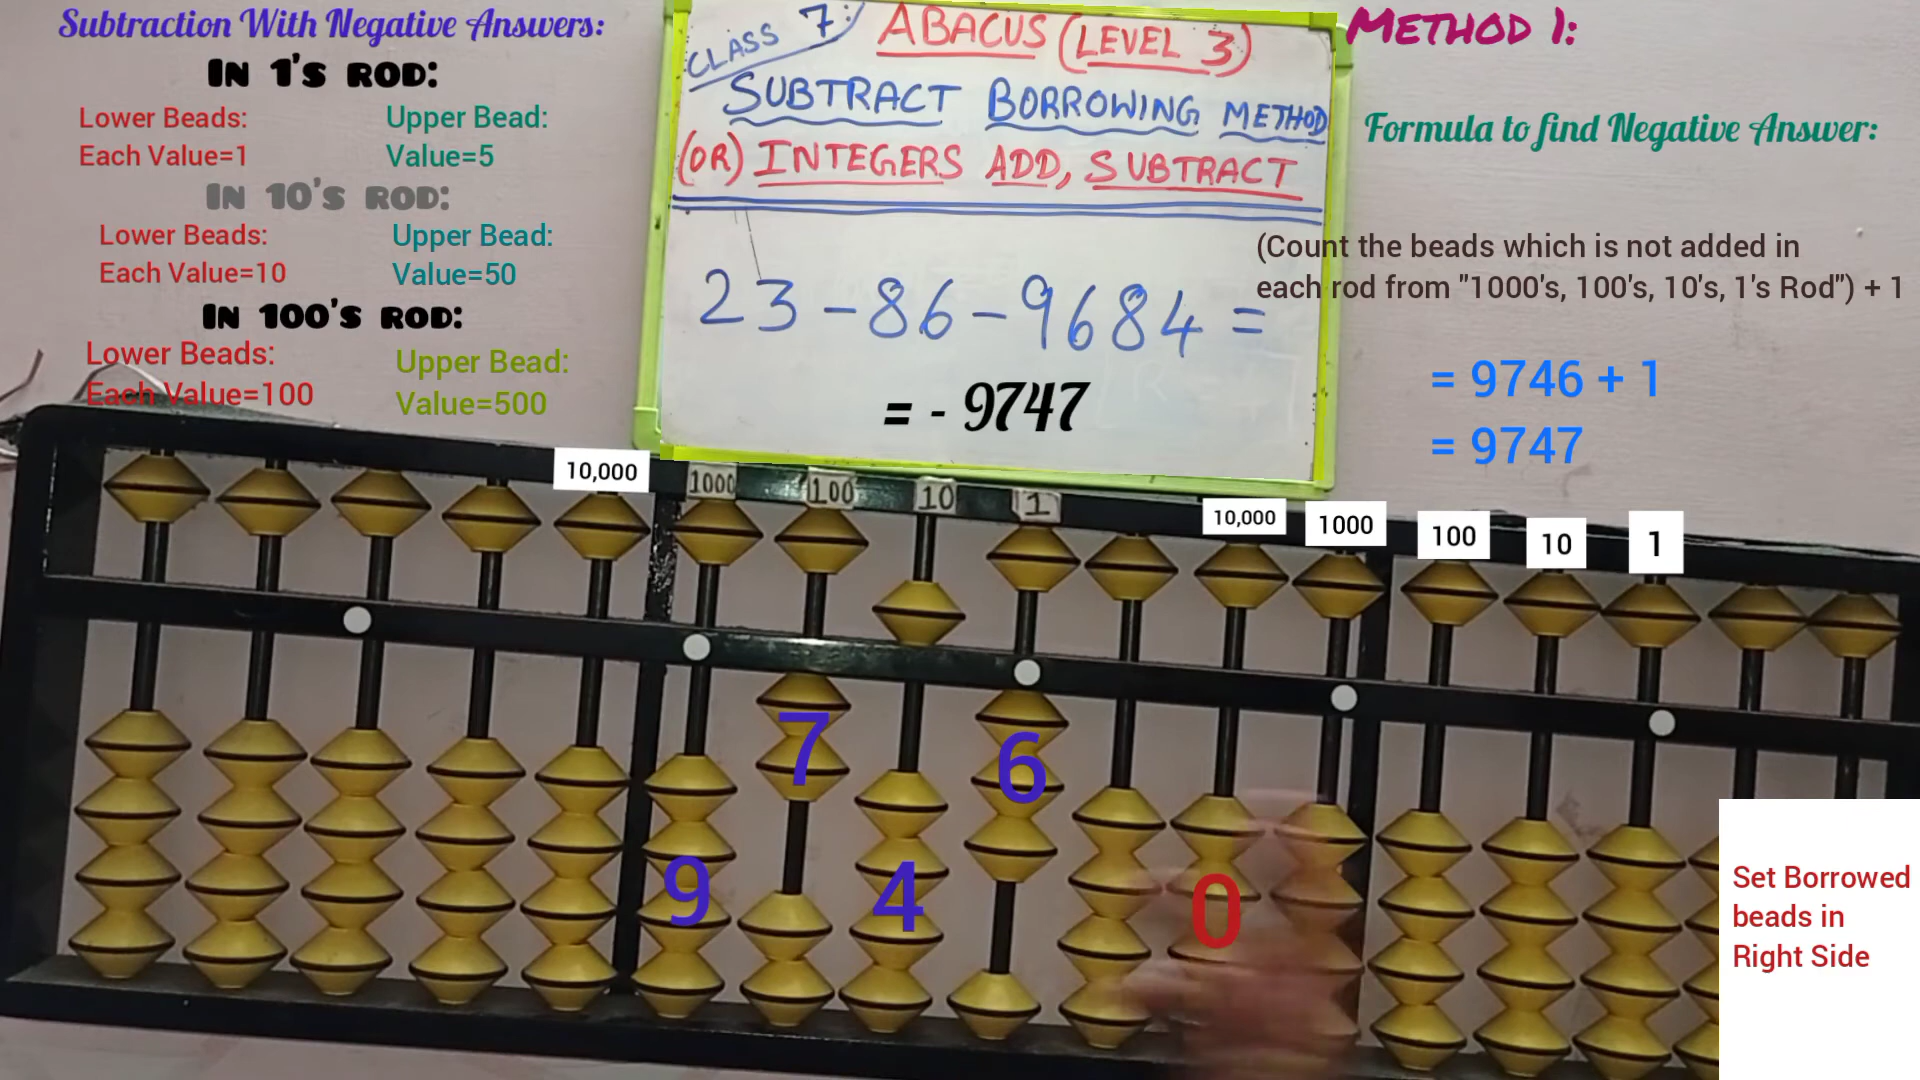 Subtraction With Negative Answers:
IN 1'S ROD:
Lower Beads:
Each Value=1
Upper Bead:
Value=5
IN 10'S ROD:
Lower Beads:
Each Value=10
Upper Bead:
Value=50
IN 100'S ROD:
Lower Beads:
Each Value=100
Upper Bead:
Value=500
CLASS 7:
ABACUS (LEVEL 3)
SUBTRACT BORROWING METHOD
(OR) INTEGERS ADD, SUBTRACT
23-86-9684 =
= - 9747
METHOD 1:
Formula to find Negative Answer:
(Count the beads which is not added in
each rod from "1000's, 100's, 10's, 1's Rod") + 1
= 9746 + 1
= 9747
10,000 1000 100 10 1
10,000 1000 100 10 1
9 7 4 6
0
Set Borrowed
beads in
Right Side